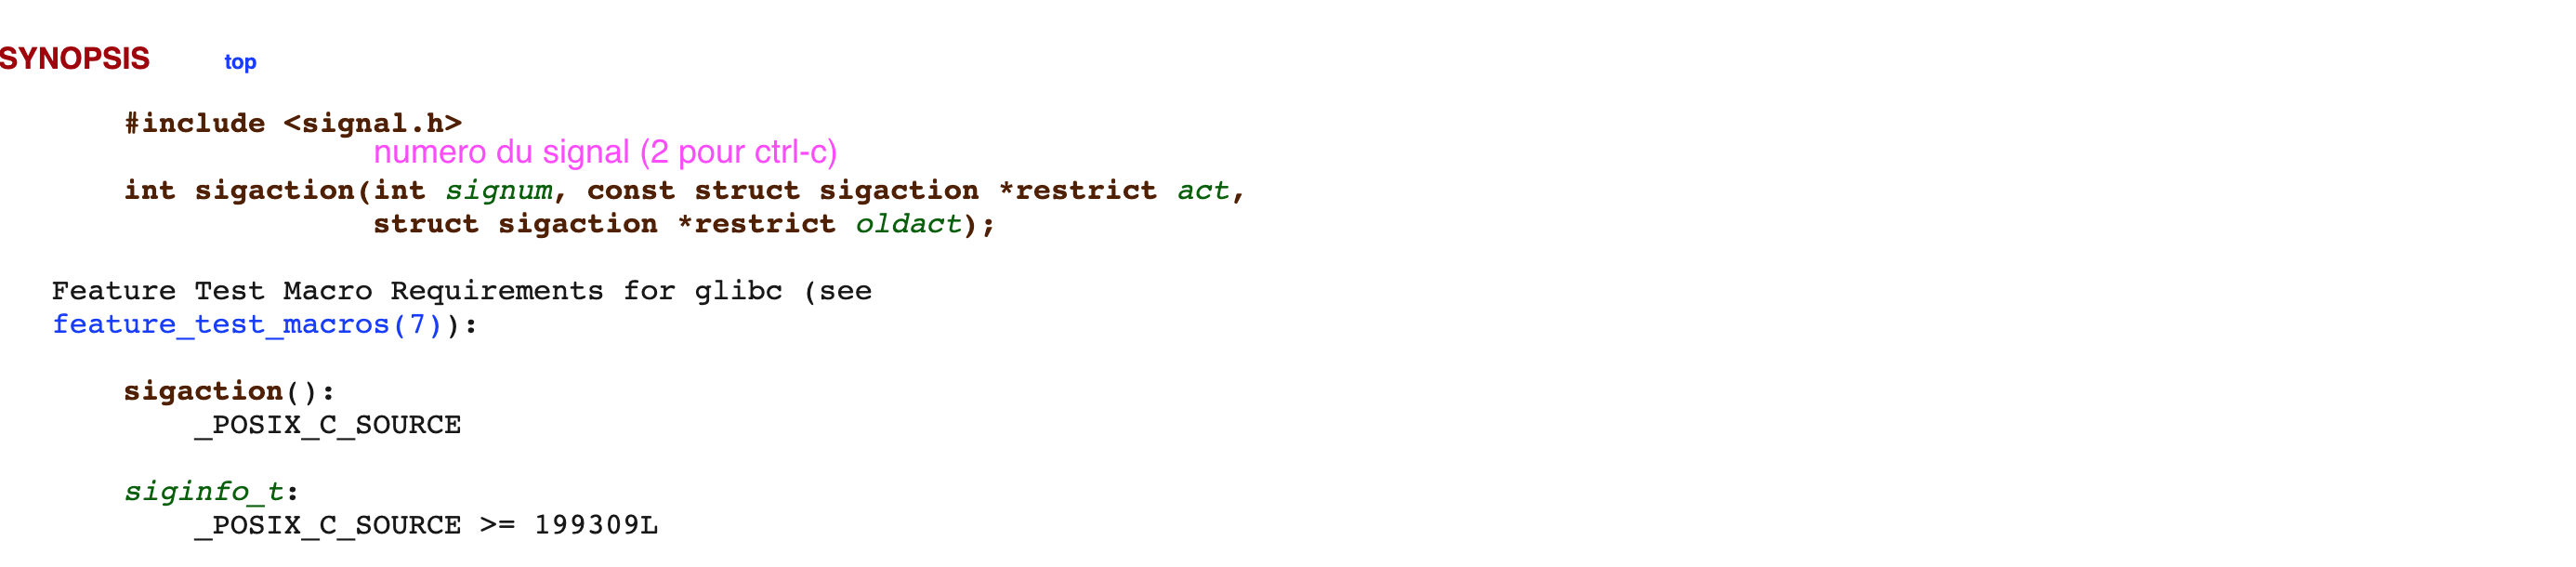 SYNOPSIS top
#include <signal.h>
numero du signal (2 pour ctrl-c)
int sigaction(int signum, const struct sigaction *restrict act,
struct sigaction *restrict oldact);
Feature Test Macro Requirements for glibc (see
feature_test_macros(7)):
sigaction():
_POSIX_C_SOURCE
siginfo_t:
_POSIX_C_SOURCE >= 199309L